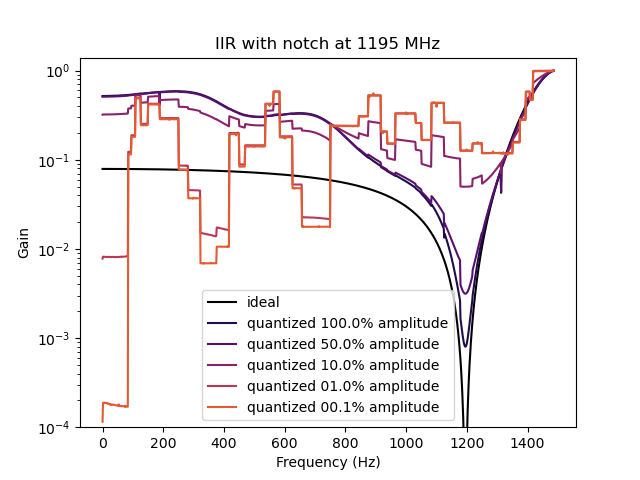 IIR with notch at 1195 MHz
Gain
10⁰
10⁻¹
10⁻²
10⁻³
10⁻⁴
ideal
quantized 100.0% amplitude
quantized 50.0% amplitude
quantized 10.0% amplitude
quantized 01.0% amplitude
quantized 00.1% amplitude
0 200 400 600 800 1000 1200 1400
Frequency (Hz)